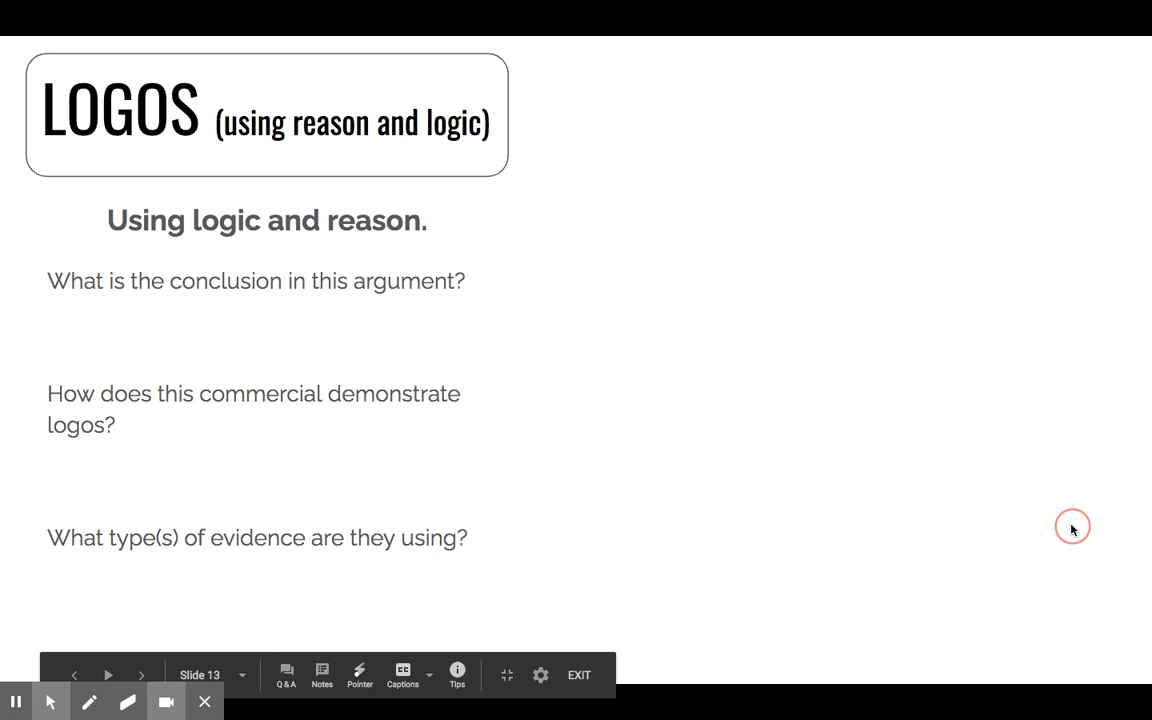 LOGOS (using reason and logic)
Using logic and reason.
What is the conclusion in this argument?
How does this commercial demonstrate
logos?
What type(s) of evidence are they using?
Slide 13
Q & A
Notes
Pointer
CC
Captions
Tips
EXIT